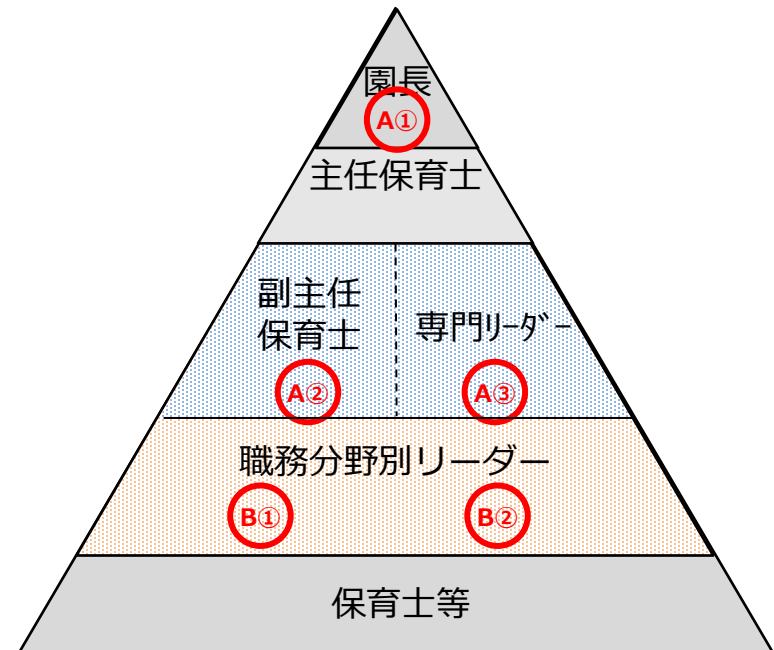 園長
A①
主任保育士
副主任
保育士
専門ﾘｰﾀﾞｰ
A②
A③
職務分野別リーダー
B①
B②
保育士等